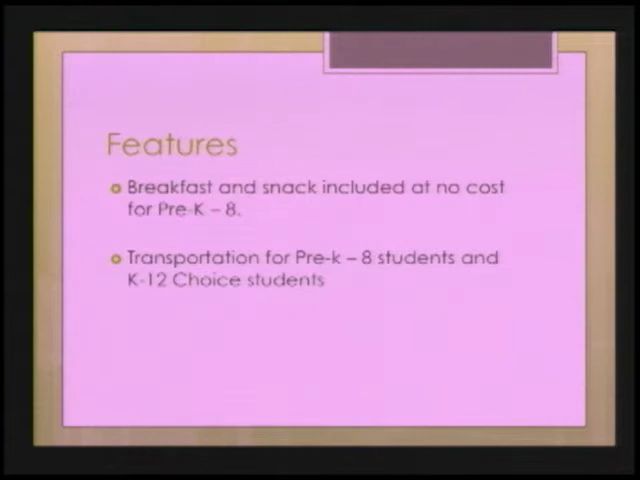 Features
Breakfast and snack included at no cost
for Pre-K – 8.
Transportation for Pre-k – 8 students and
K-12 Choice students